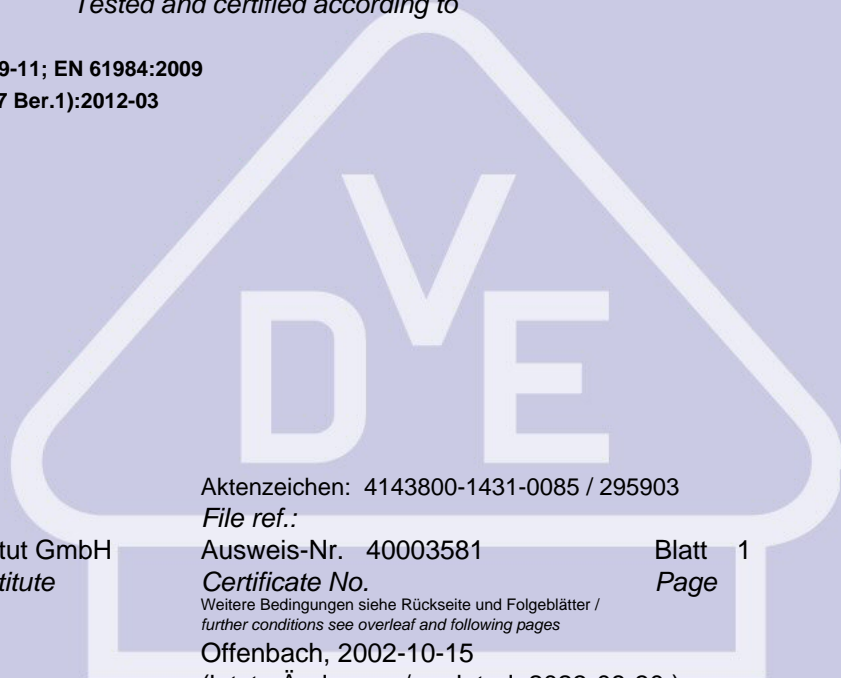 Tested and certified according to
9-11; EN 61984:2009
7 Ber.1):2012-03
DVE
Aktenzeichen: 4143800-1431-0085 / 295903
File ref.:
tut GmbH Ausweis-Nr. 40003581 Blatt 1
titute Certificate No. Page
Weitere Bedingungen siehe Rückseite und Folgeblätter /
further conditions see overleaf and following pages
Offenbach, 2002-10-15